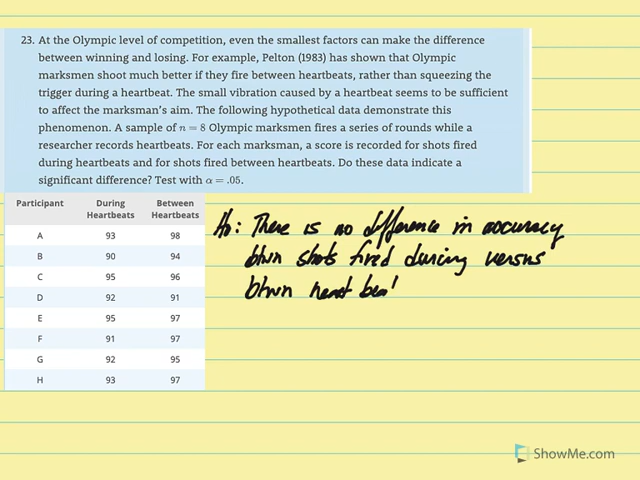 23. At the Olympic level of competition, even the smallest factors can make the difference
between winning and losing. For example, Pelton (1983) has shown that Olympic
marksmen shoot much better if they fire between heartbeats, rather than squeezing the
trigger during a heartbeat. The small vibration caused by a heartbeat seems to be sufficient
to affect the marksman's aim. The following hypothetical data demonstrate this
phenomenon. A sample of n = 8 Olympic marksmen fires a series of rounds while a
researcher records heartbeats. For each marksman, a score is recorded for shots fired
during heartbeats and for shots fired between heartbeats. Do these data indicate a
significant difference? Test with α = .05.
Participant During Heartbeats Between Heartbeats
A 93 98
B 90 94
C 95 96
D 92 91
E 95 97
F 91 97
G 92 95
H 93 97
H0: There is no difference in accuracy
btwn shots fired during versus
btwn heart bea
ShowMe.com